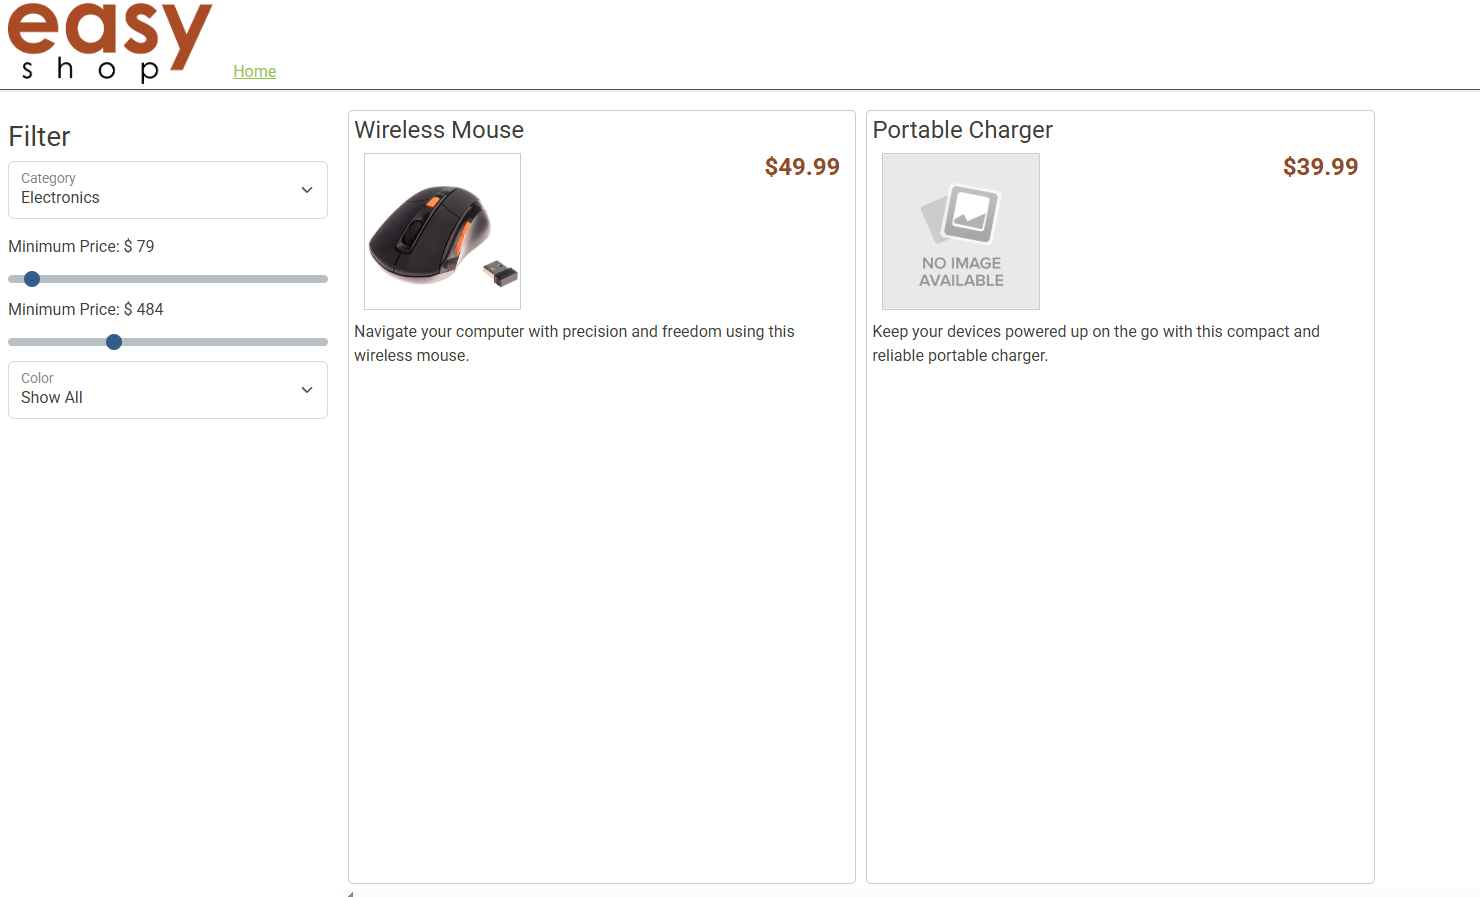 easy
shop
Home
Filter
Category
Electronics
Minimum Price: $ 79
Minimum Price: $ 484
Color
Show All
Wireless Mouse
$49.99
Navigate your computer with precision and freedom using this
wireless mouse.
Portable Charger
$39.99
NO IMAGE
AVAILABLE
Keep your devices powered up on the go with this compact and
reliable portable charger.